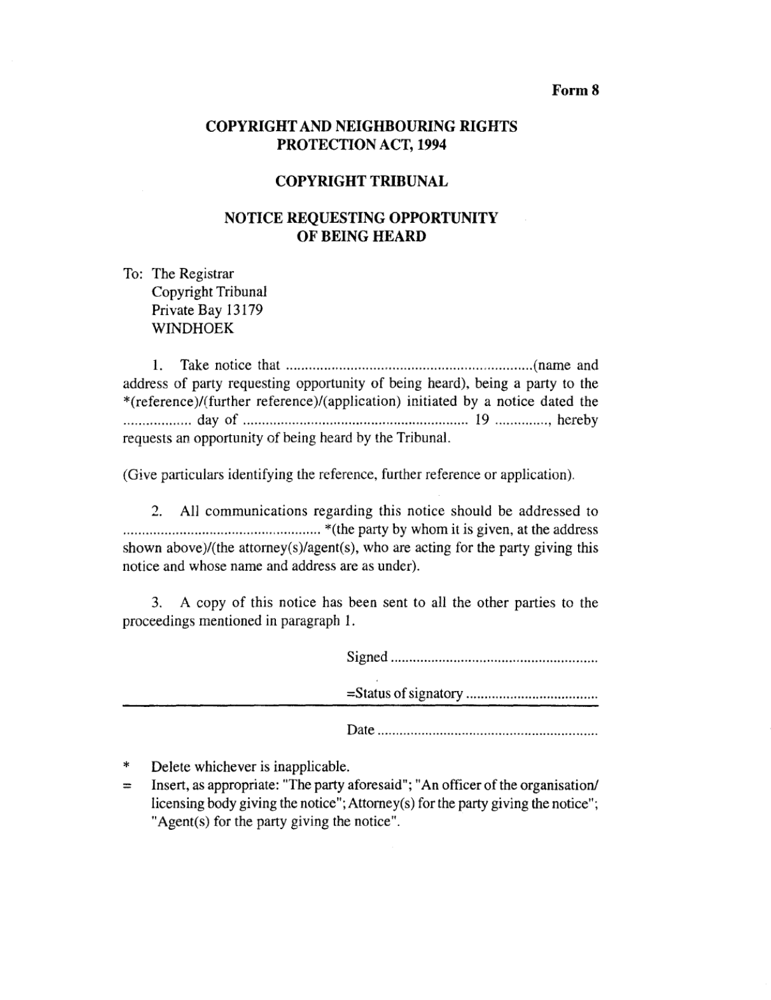 Form 8
COPYRIGHT AND NEIGHBOURING RIGHTS
PROTECTION ACT, 1994
COPYRIGHT TRIBUNAL
NOTICE REQUESTING OPPORTUNITY
OF BEING HEARD
To: The Registrar
Copyright Tribunal
Private Bay 13179
WINDHOEK
1. Take notice that ..................................................................(name and
address of party requesting opportunity of being heard), being a party to the
*(reference)/(further reference)/(application) initiated by a notice dated the
.................. day of ............................................................ 19 .............., hereby
requests an opportunity of being heard by the Tribunal.
(Give particulars identifying the reference, further reference or application).
2. All communications regarding this notice should be addressed to
..................................................... *(the party by whom it is given, at the address
shown above)/(the attorney(s)/agent(s), who are acting for the party giving this
notice and whose name and address are as under).
3. A copy of this notice has been sent to all the other parties to the
proceedings mentioned in paragraph 1.
Signed ........................................................
=Status of signatory ....................................
Date ............................................................
* Delete whichever is inapplicable.
= Insert, as appropriate: "The party aforesaid"; "An officer of the organisation/
licensing body giving the notice"; Attorney(s) for the party giving the notice";
"Agent(s) for the party giving the notice".